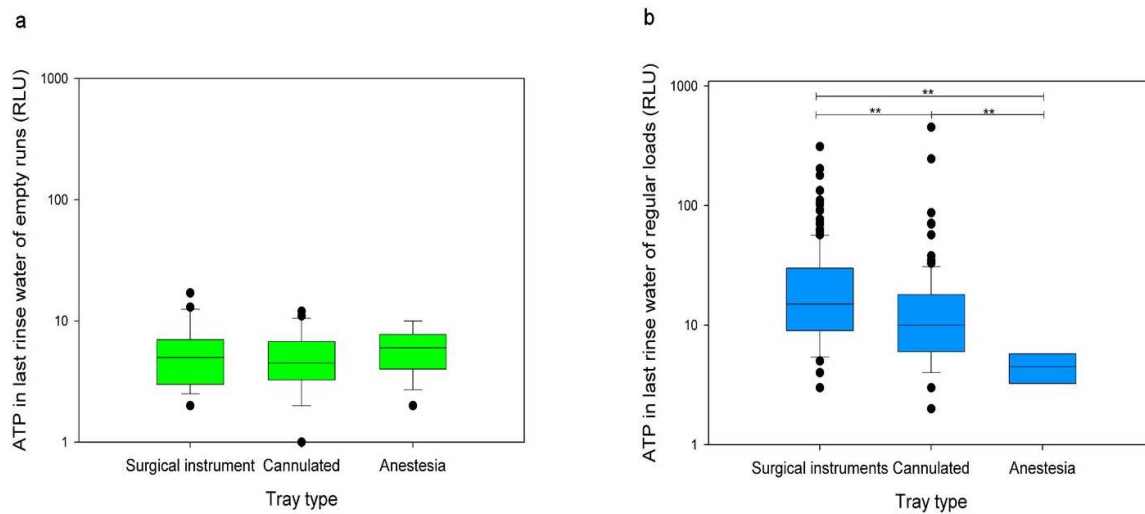 a
ATP in last rinse water of empty runs (RLU)
1000
100
10
1
Surgical instrument Cannulated Anestesia
Tray type
b
ATP in last rinse water of regular loads (RLU)
1000
100
10
1
**
** **
Surgical instruments Cannulated Anestesia
Tray type